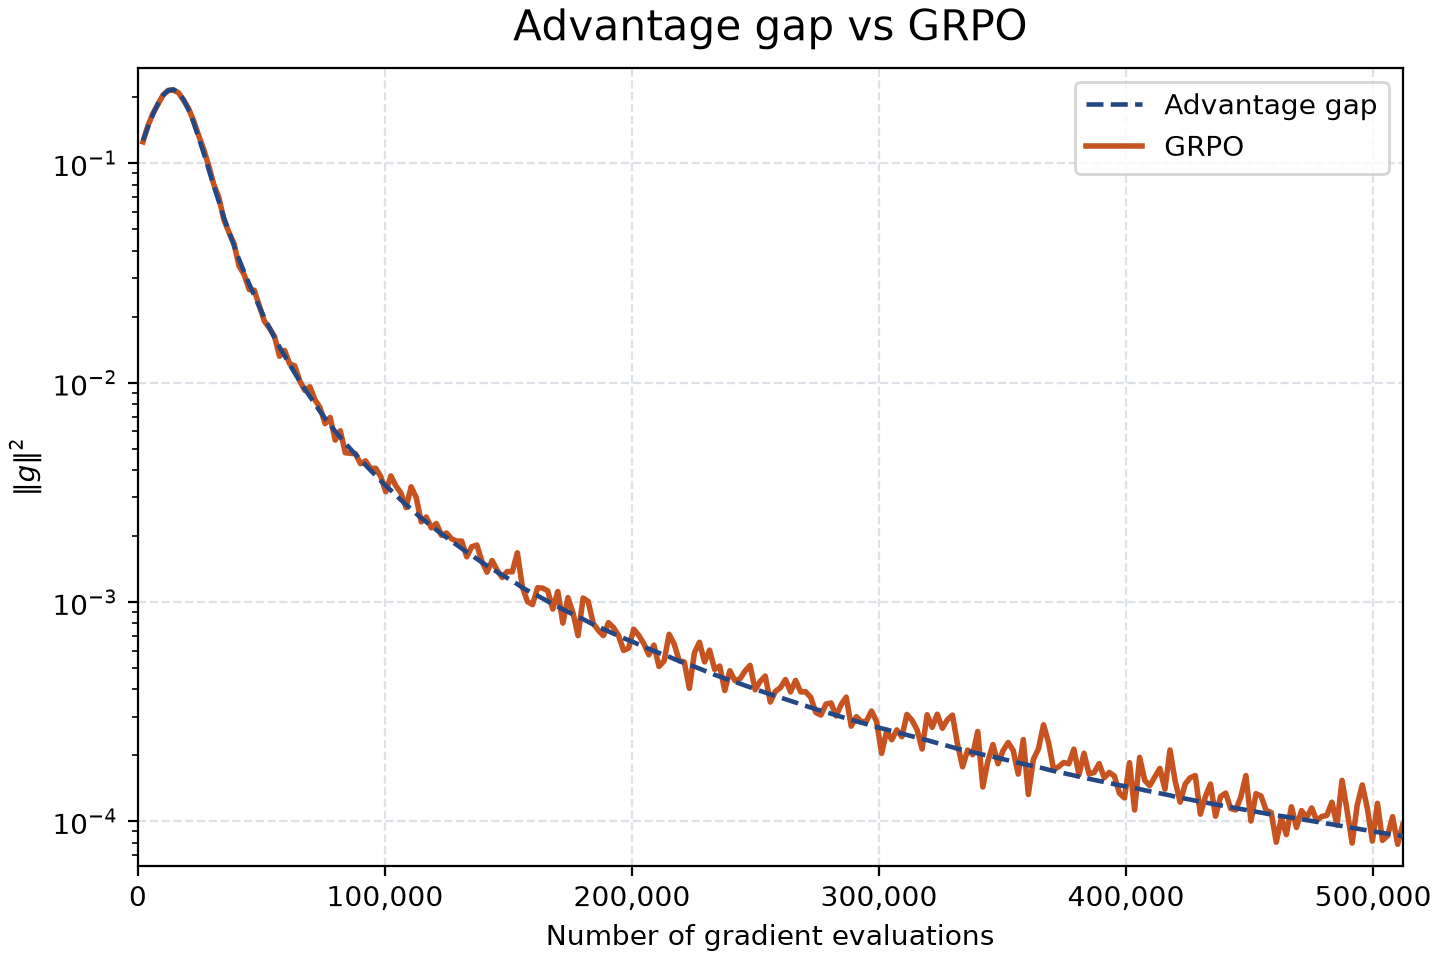 Advantage gap vs GRPO
Advantage gap
GRPO
10⁻¹
10⁻²
10⁻³
10⁻⁴
‖g‖²
0
100,000
200,000
300,000
400,000
500,000
Number of gradient evaluations